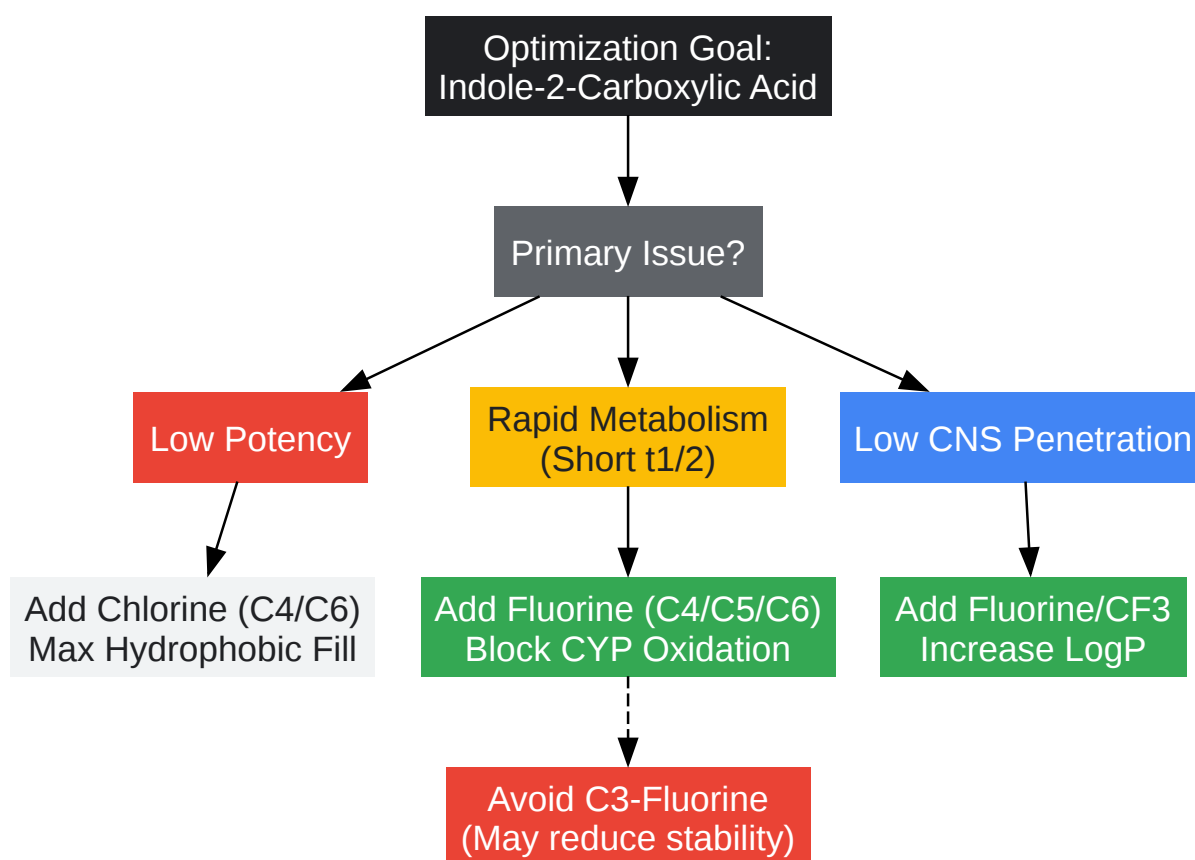 Optimization Goal:
Indole-2-Carboxylic Acid
Primary Issue?
Low Potency
Rapid Metabolism
(Short t1/2)
Low CNS Penetration
Add Chlorine (C4/C6)
Max Hydrophobic Fill
Add Fluorine (C4/C5/C6)
Block CYP Oxidation
Add Fluorine/CF3
Increase LogP
Avoid C3-Fluorine
(May reduce stability)